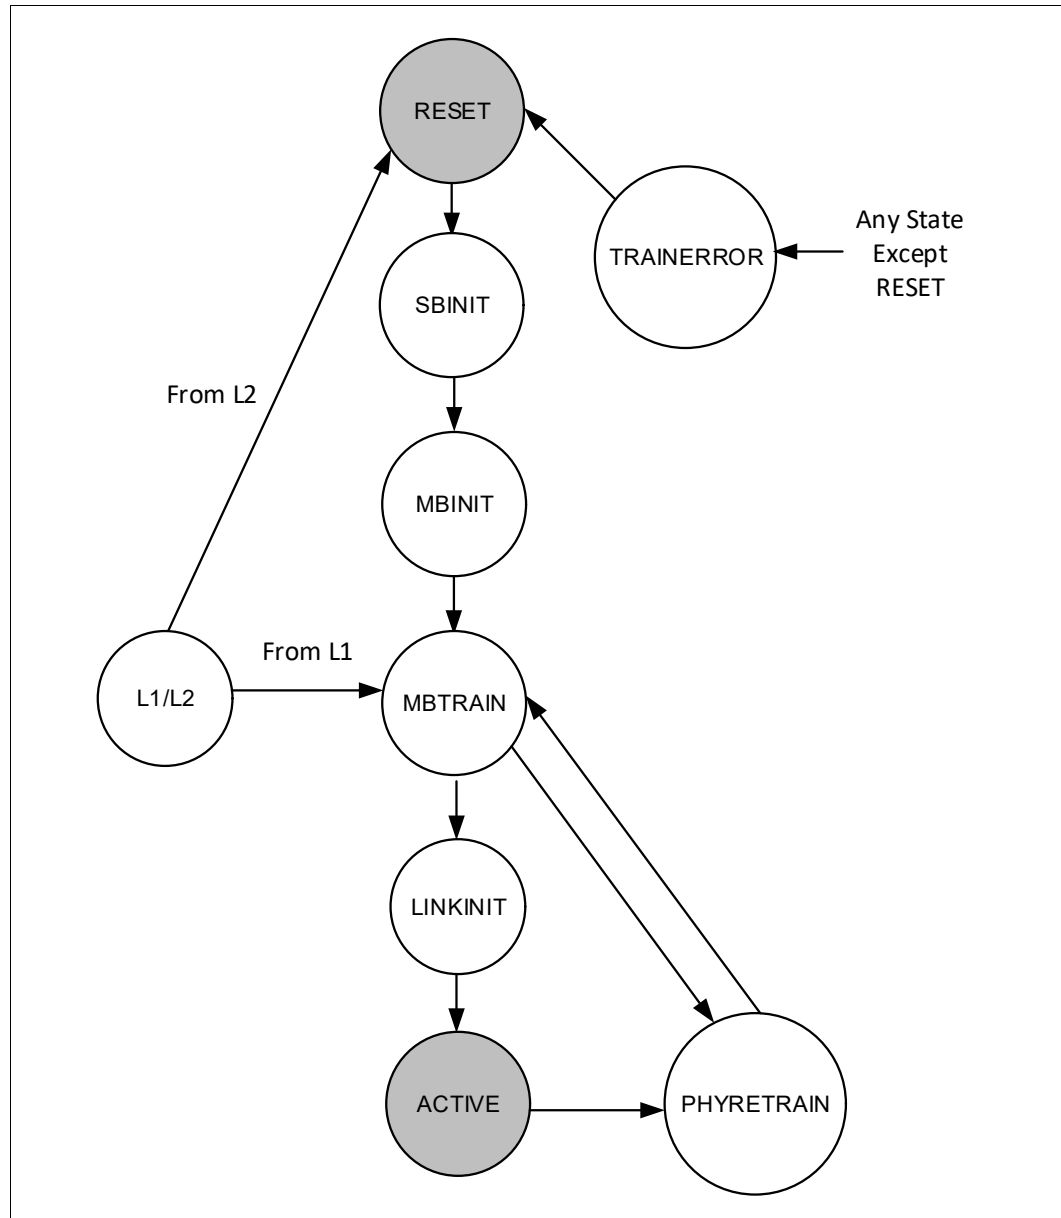 RESET
TRAINERROR
Any State
Except
RESET
SBINIT
From L2
MBINIT
From L1
L1/L2
MBTRAIN
LINKINIT
ACTIVE
PHYRETRAIN